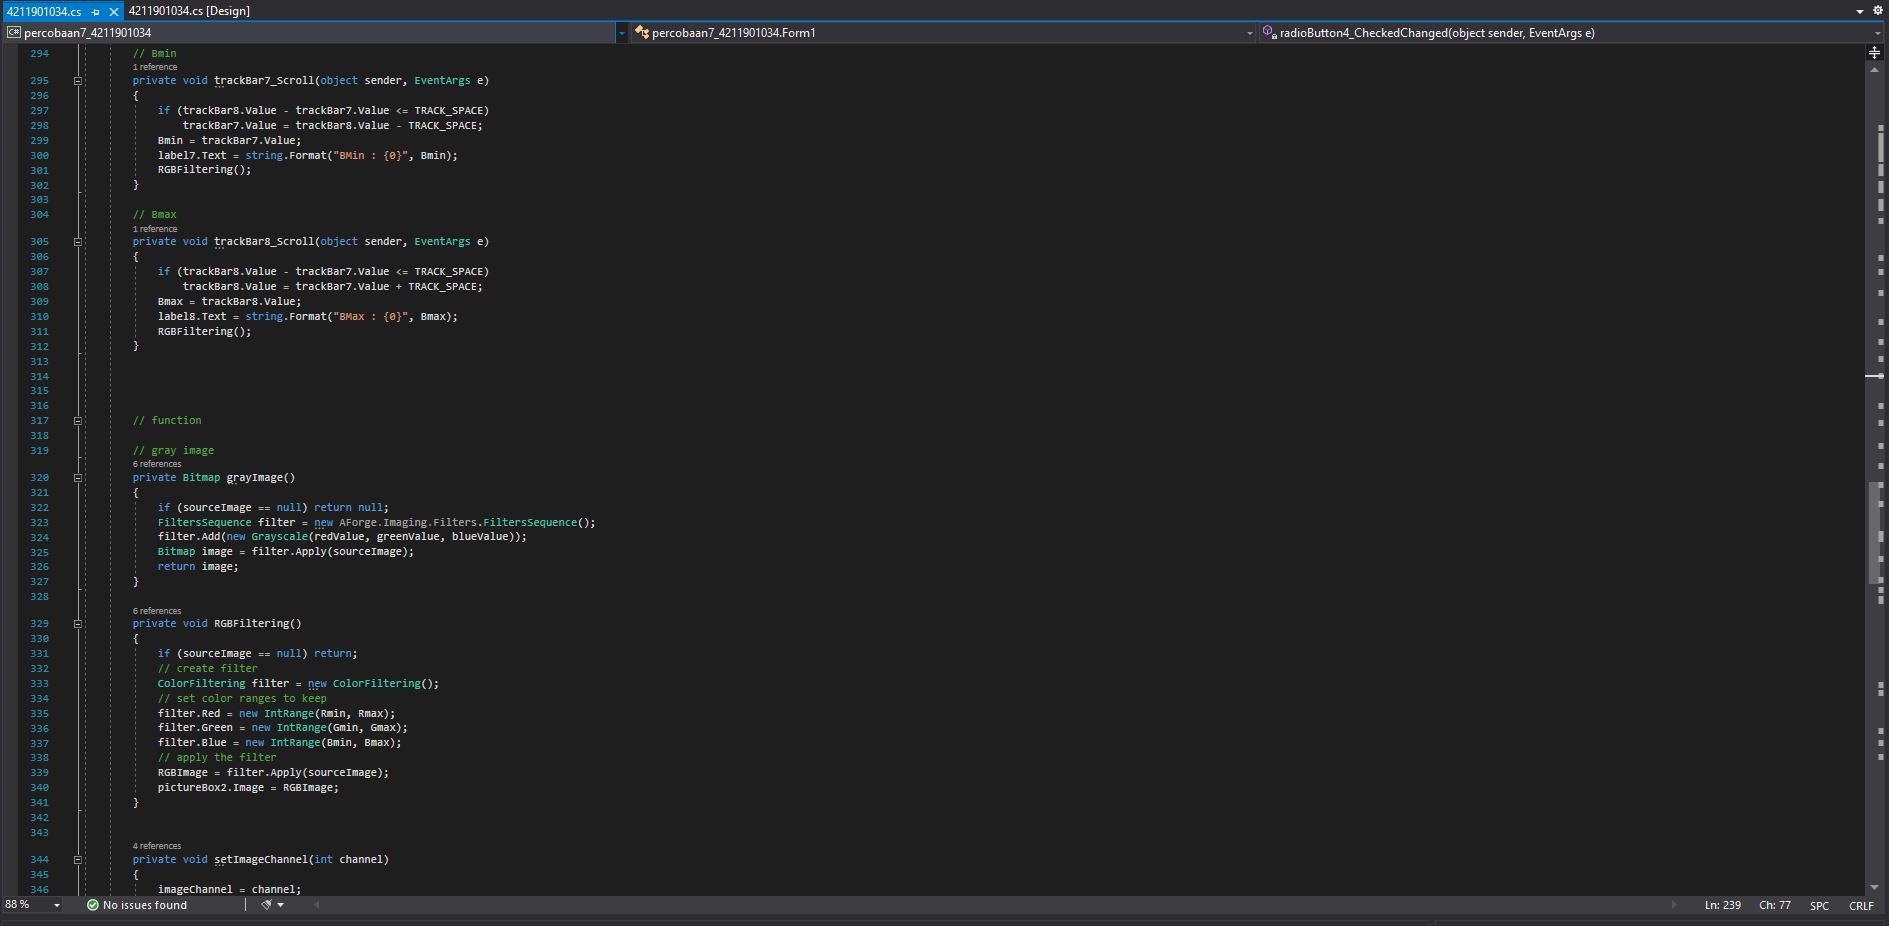 4211901034.cs
4211901034.cs [Design]
C# percobaan7_4211901034
percobaan7_4211901034.Form1
radioButton4_CheckedChanged(object sender, EventArgs e)
294 // Bmin
1 reference
295 private void trackBar7_Scroll(object sender, EventArgs e)
296 {
297 if (trackBar8.Value - trackBar7.Value <= TRACK_SPACE)
298 trackBar7.Value = trackBar8.Value - TRACK_SPACE;
299 Bmin = trackBar7.Value;
300 label7.Text = string.Format("BMin : {0}", Bmin);
301 RGBFiltering();
302 }
303
304 // Bmax
1 reference
305 private void trackBar8_Scroll(object sender, EventArgs e)
306 {
307 if (trackBar8.Value - trackBar7.Value <= TRACK_SPACE)
308 trackBar8.Value = trackBar7.Value + TRACK_SPACE;
309 Bmax = trackBar8.Value;
310 label8.Text = string.Format("BMax : {0}", Bmax);
311 RGBFiltering();
312 }
313
314
315
316
317 // function
318
319 // gray image
6 references
320 private Bitmap grayImage()
321 {
322 if (sourceImage == null) return null;
323 FiltersSequence filter = new AForge.Imaging.Filters.FiltersSequence();
324 filter.Add(new Grayscale(redValue, greenValue, blueValue));
325 Bitmap image = filter.Apply(sourceImage);
326 return image;
327 }
328
6 references
329 private void RGBFiltering()
330 {
331 if (sourceImage == null) return;
332 // create filter
333 ColorFiltering filter = new ColorFiltering();
334 // set color ranges to keep
335 filter.Red = new IntRange(Rmin, Rmax);
336 filter.Green = new IntRange(Gmin, Gmax);
337 filter.Blue = new IntRange(Bmin, Bmax);
338 // apply the filter
339 RGBImage = filter.Apply(sourceImage);
340 pictureBox2.Image = RGBImage;
341 }
342
343
4 references
344 private void setImageChannel(int channel)
345 {
346 imageChannel = channel;
88 %
No issues found
Ln: 239 Ch: 77 SPC CRLF